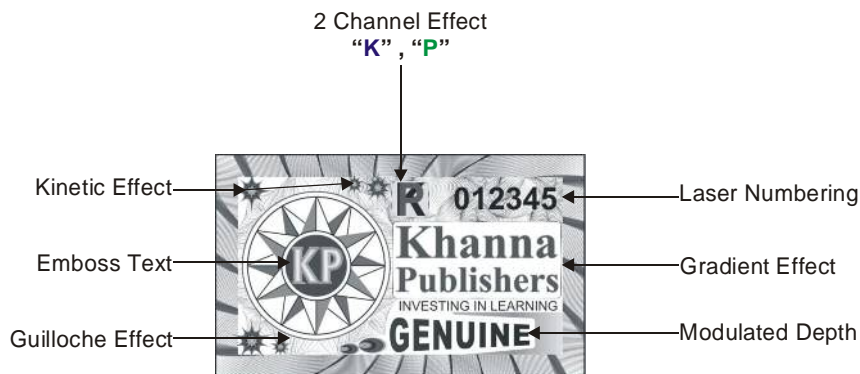 2 Channel Effect
“K” , “P”
Kinetic Effect
Emboss Text
Guilloche Effect
Laser Numbering
Gradient Effect
Modulated Depth
K 012345
KP
Khanna
Publishers
INVESTING IN LEARNING
GENUINE